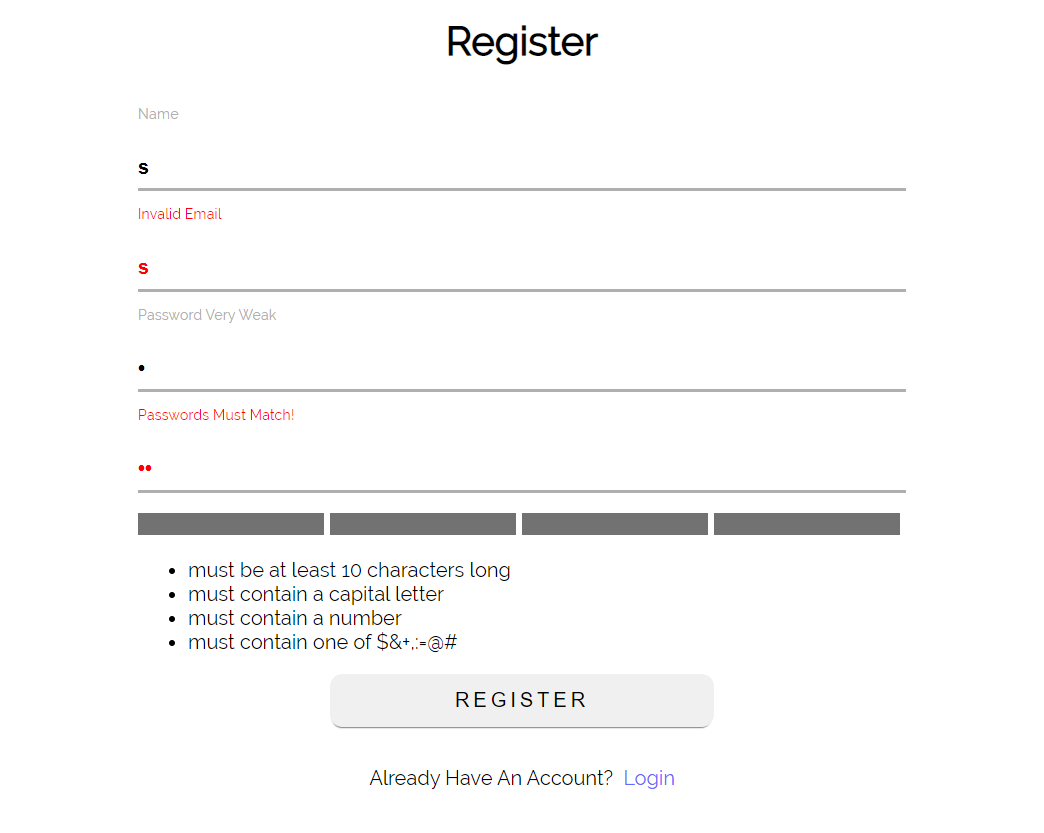 Register
Name
s
Invalid Email
s
Password Very Weak
•
Passwords Must Match!
••
• must be at least 10 characters long
• must contain a capital letter
• must contain a number
• must contain one of $&+,:=@#
REGISTER
Already Have An Account? Login